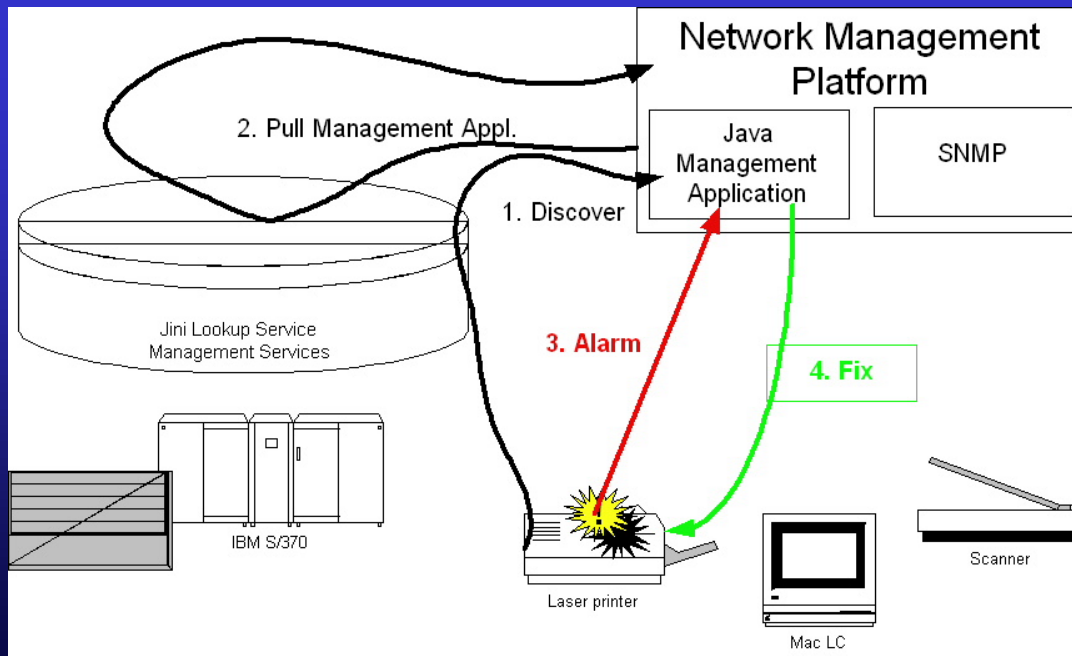 Network Management
Platform
2. Pull Management Appl.
Java
Management
Application
SNMP
1. Discover
Jini Lookup Service
Management Services
3. Alarm
4. Fix
IBM S/370
Laser printer
Mac LC
Scanner